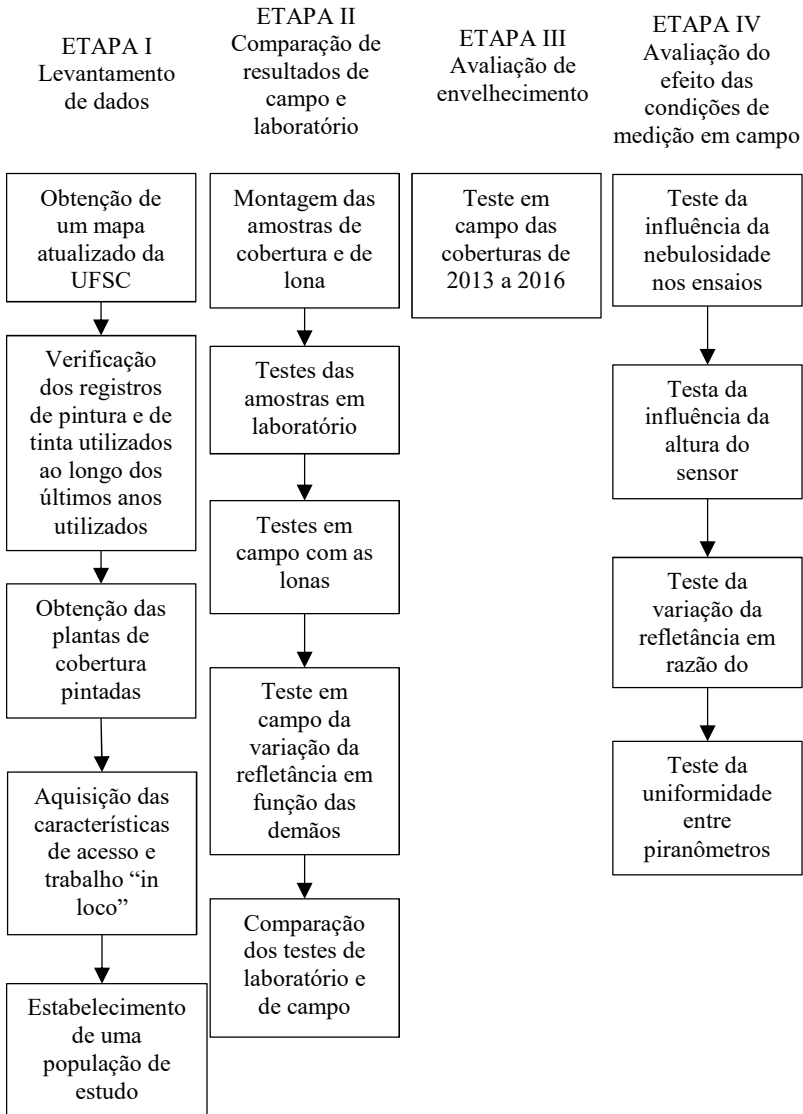 ETAPA I
Levantamento
de dados
ETAPA II
Comparação de
resultados de
campo e
laboratório
ETAPA III
Avaliação de
envelhecimento
ETAPA IV
Avaliação do
efeito das
condições de
medição em campo
Obtenção de
um mapa
atualizado da
UFSC
Verificação
dos registros
de pintura e de
tinta utilizados
ao longo dos
últimos anos
utilizados
Obtenção das
plantas de
cobertura
pintadas
Aquisição das
características
de acesso e
trabalho “in
loco”
Estabelecimento
de uma
população de
estudo
Montagem das
amostras de
cobertura e de
lona
Testes das
amostras em
laboratório
Testes em
campo com as
lonas
Teste em
campo da
variação da
refletância em
função das
demãos
Comparação
dos testes de
laboratório e
de campo
Teste em
campo das
coberturas de
2013 a 2016
Teste da
influência da
nebulosidade
nos ensaios
Testa da
influência da
altura do
sensor
Teste da
variação da
refletância em
razão do
Teste da
uniformidade
entre
piranômetros